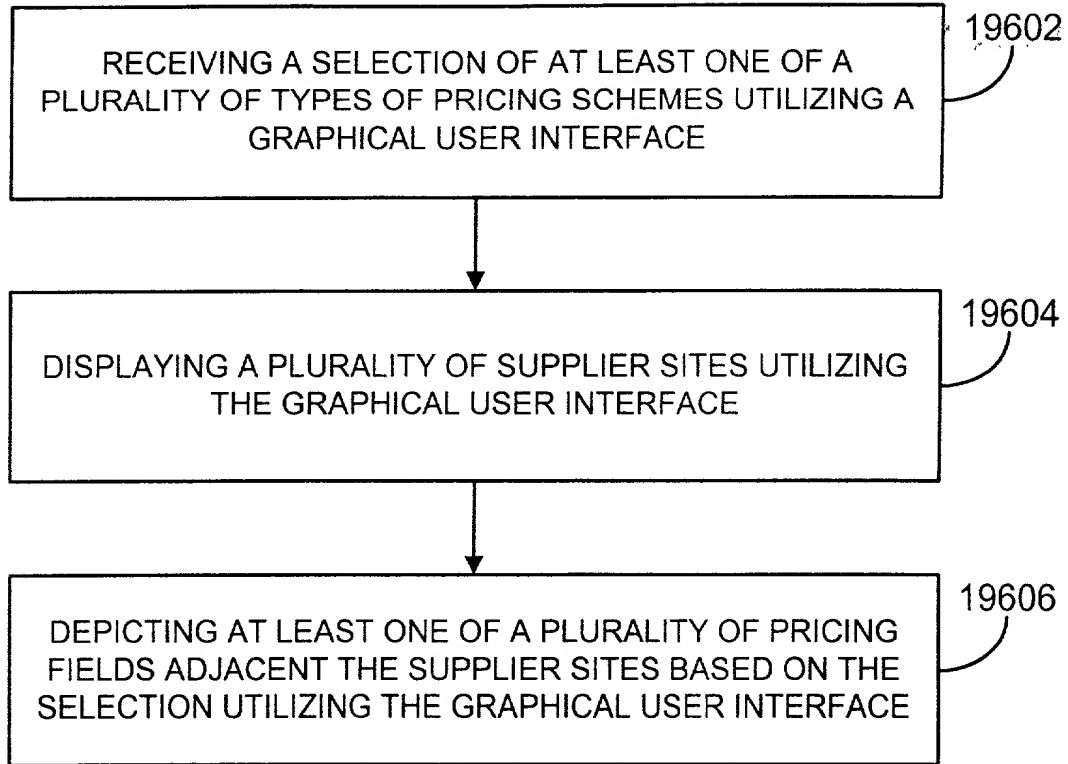 19602
RECEIVING A SELECTION OF AT LEAST ONE OF A
PLURALITY OF TYPES OF PRICING SCHEMES UTILIZING A
GRAPHICAL USER INTERFACE
19604
DISPLAYING A PLURALITY OF SUPPLIER SITES UTILIZING
THE GRAPHICAL USER INTERFACE
19606
DEPICTING AT LEAST ONE OF A PLURALITY OF PRICING
FIELDS ADJACENT THE SUPPLIER SITES BASED ON THE
SELECTION UTILIZING THE GRAPHICAL USER INTERFACE